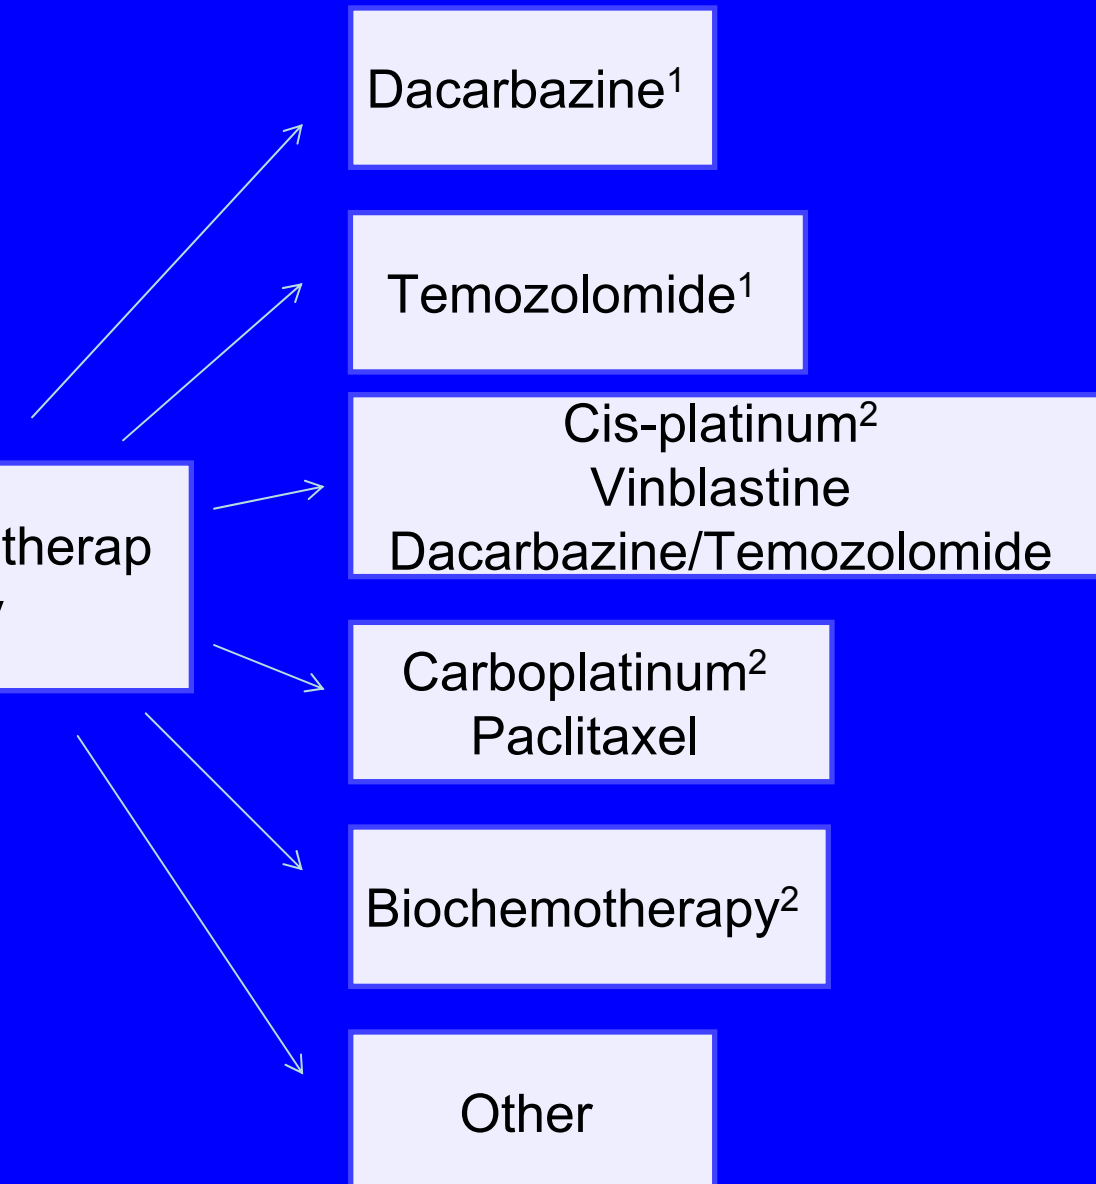 Dacarbazine¹
Temozolomide¹
Cis-platinum²
Vinblastine
Dacarbazine/Temozolomide
therap
Carboplatinum²
Paclitaxel
Biochemotherapy²
Other